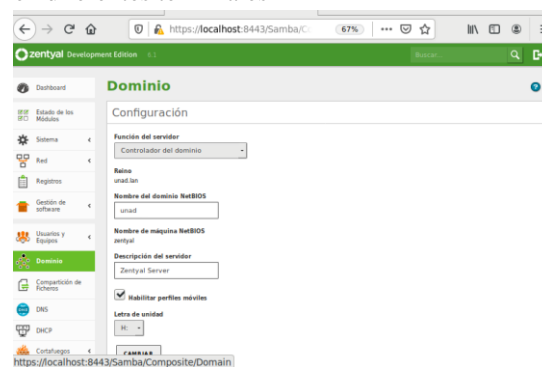 https://localhost:8443/Samba/C
67%
zentyal Development Edition 6.1
Buscar...
Dashboard
Estado de los
Módulos
Sistema
Red
Registros
Gestión de
software
Usuarios y
Equipos
Dominio
Compartición de
Ficheros
DNS
DHCP
Cortafuegos
Dominio
Configuración
Función del servidor
Controlador del dominio
Reino
unad.lan
Nombre del dominio NetBIOS
unad
Nombre de máquina NetBIOS
zentyal
Descripción del servidor
Zentyal Server
Habilitar perfiles móviles
Letra de unidad
H:
CAMBIAR
https://localhost:8443/Samba/Composite/Domain